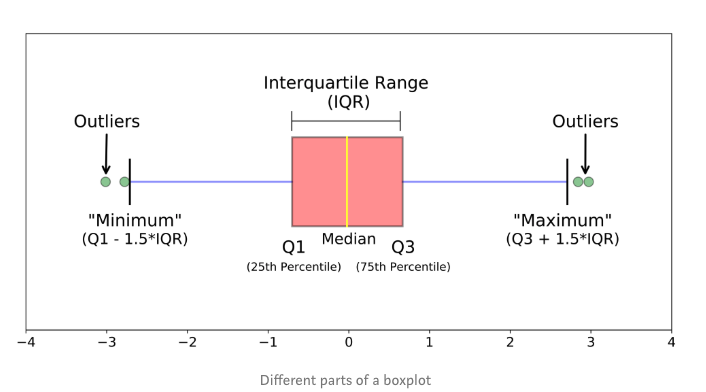 Interquartile Range
(IQR)
Outliers
Outliers
"Minimum"
(Q1 - 1.5*IQR)
"Maximum"
(Q3 + 1.5*IQR)
Median
Q1
Q3
(25th Percentile)
(75th Percentile)
−4
−3
−2
−1
0
1
2
3
4
Different parts of a boxplot